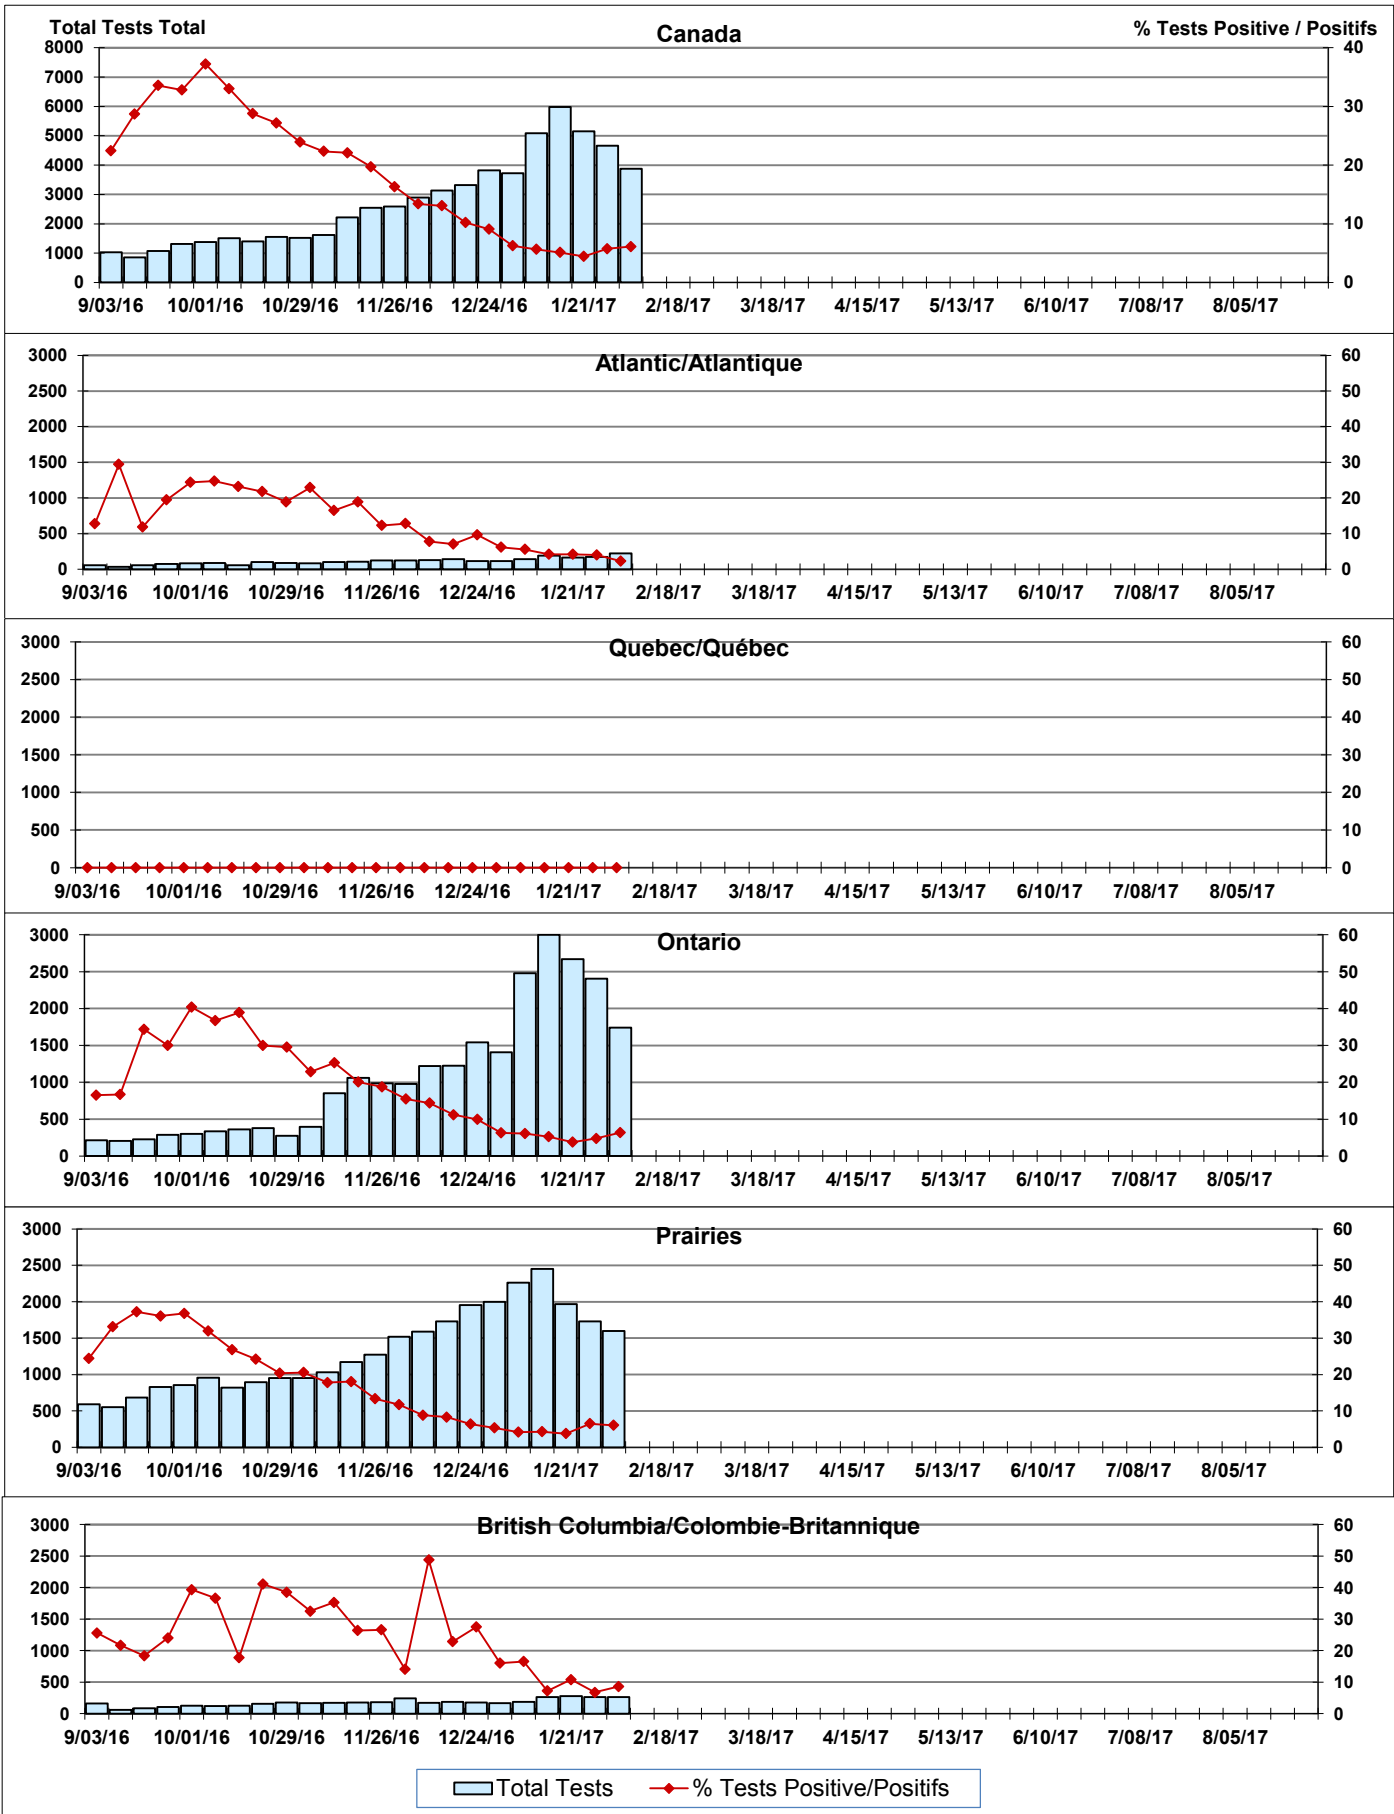 Total Tests Total
Canada
% Tests Positive / Positifs
8000 40
7000
6000 30
5000
4000 20
3000
2000 10
1000
0 0
9/03/16 10/01/16 10/29/16 11/26/16 12/24/16 1/21/17 2/18/17 3/18/17 4/15/17 5/13/17 6/10/17 7/08/17 8/05/17
Atlantic/Atlantique
3000 60
2500 50
2000 40
1500 30
1000 20
500 10
0 0
9/03/16 10/01/16 10/29/16 11/26/16 12/24/16 1/21/17 2/18/17 3/18/17 4/15/17 5/13/17 6/10/17 7/08/17 8/05/17
Quebec/Québec
3000 60
2500 50
2000 40
1500 30
1000 20
500 10
0 0
9/03/16 10/01/16 10/29/16 11/26/16 12/24/16 1/21/17 2/18/17 3/18/17 4/15/17 5/13/17 6/10/17 7/08/17 8/05/17
Ontario
3000 60
2500 50
2000 40
1500 30
1000 20
500 10
0 0
9/03/16 10/01/16 10/29/16 11/26/16 12/24/16 1/21/17 2/18/17 3/18/17 4/15/17 5/13/17 6/10/17 7/08/17 8/05/17
Prairies
3000 60
2500 50
2000 40
1500 30
1000 20
500 10
0 0
9/03/16 10/01/16 10/29/16 11/26/16 12/24/16 1/21/17 2/18/17 3/18/17 4/15/17 5/13/17 6/10/17 7/08/17 8/05/17
British Columbia/Colombie-Britannique
3000 60
2500 50
2000 40
1500 30
1000 20
500 10
0 0
9/03/16 10/01/16 10/29/16 11/26/16 12/24/16 1/21/17 2/18/17 3/18/17 4/15/17 5/13/17 6/10/17 7/08/17 8/05/17
Total Tests % Tests Positive/Positifs